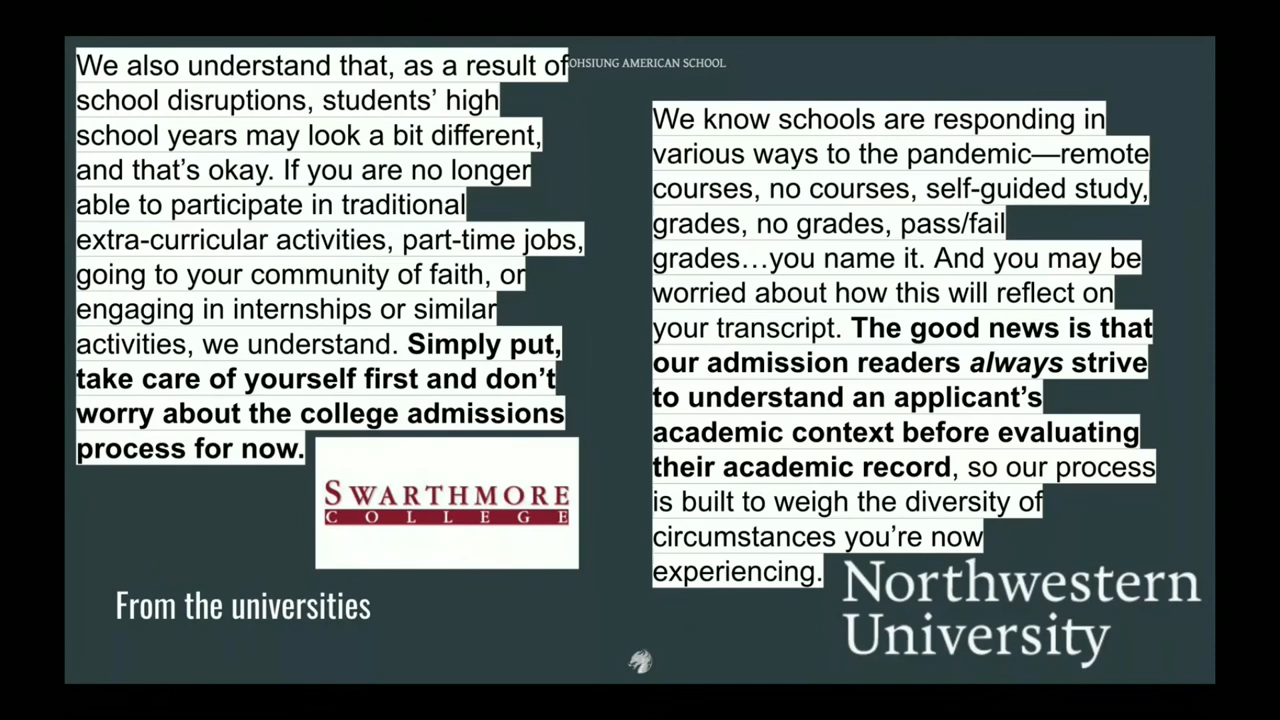 OHSIUNG AMERICAN SCHOOL
We also understand that, as a result of
school disruptions, students’ high
school years may look a bit different,
and that’s okay. If you are no longer
able to participate in traditional
extra-curricular activities, part-time jobs,
going to your community of faith, or
engaging in internships or similar
activities, we understand. Simply put,
take care of yourself first and don’t
worry about the college admissions
process for now.
SWARTHMORE
COLLEGE
From the universities
We know schools are responding in
various ways to the pandemic—remote
courses, no courses, self-guided study,
grades, no grades, pass/fail
grades…you name it. And you may be
worried about how this will reflect on
your transcript. The good news is that
our admission readers always strive
to understand an applicant’s
academic context before evaluating
their academic record, so our process
is built to weigh the diversity of
circumstances you’re now
experiencing.
Northwestern
University